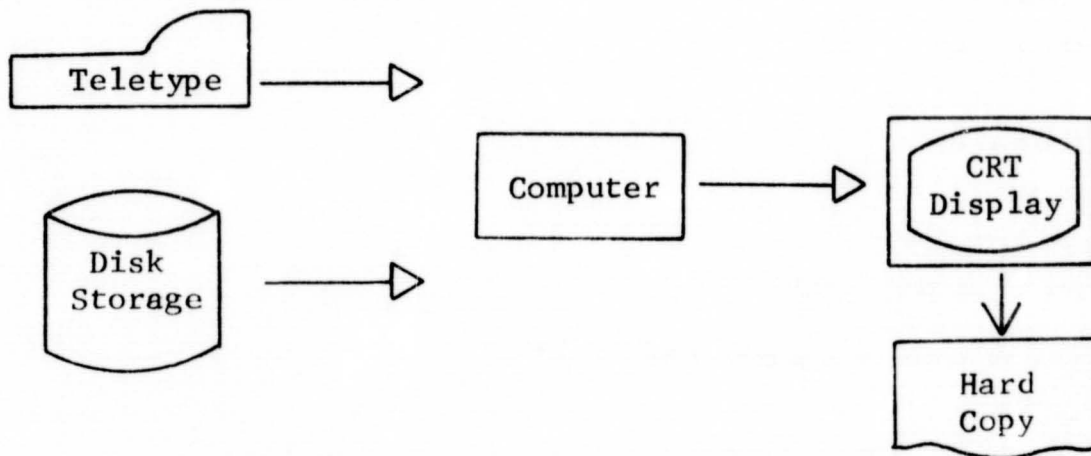 Teletype
Disk
Storage
Computer
CRT
Display
Hard
Copy